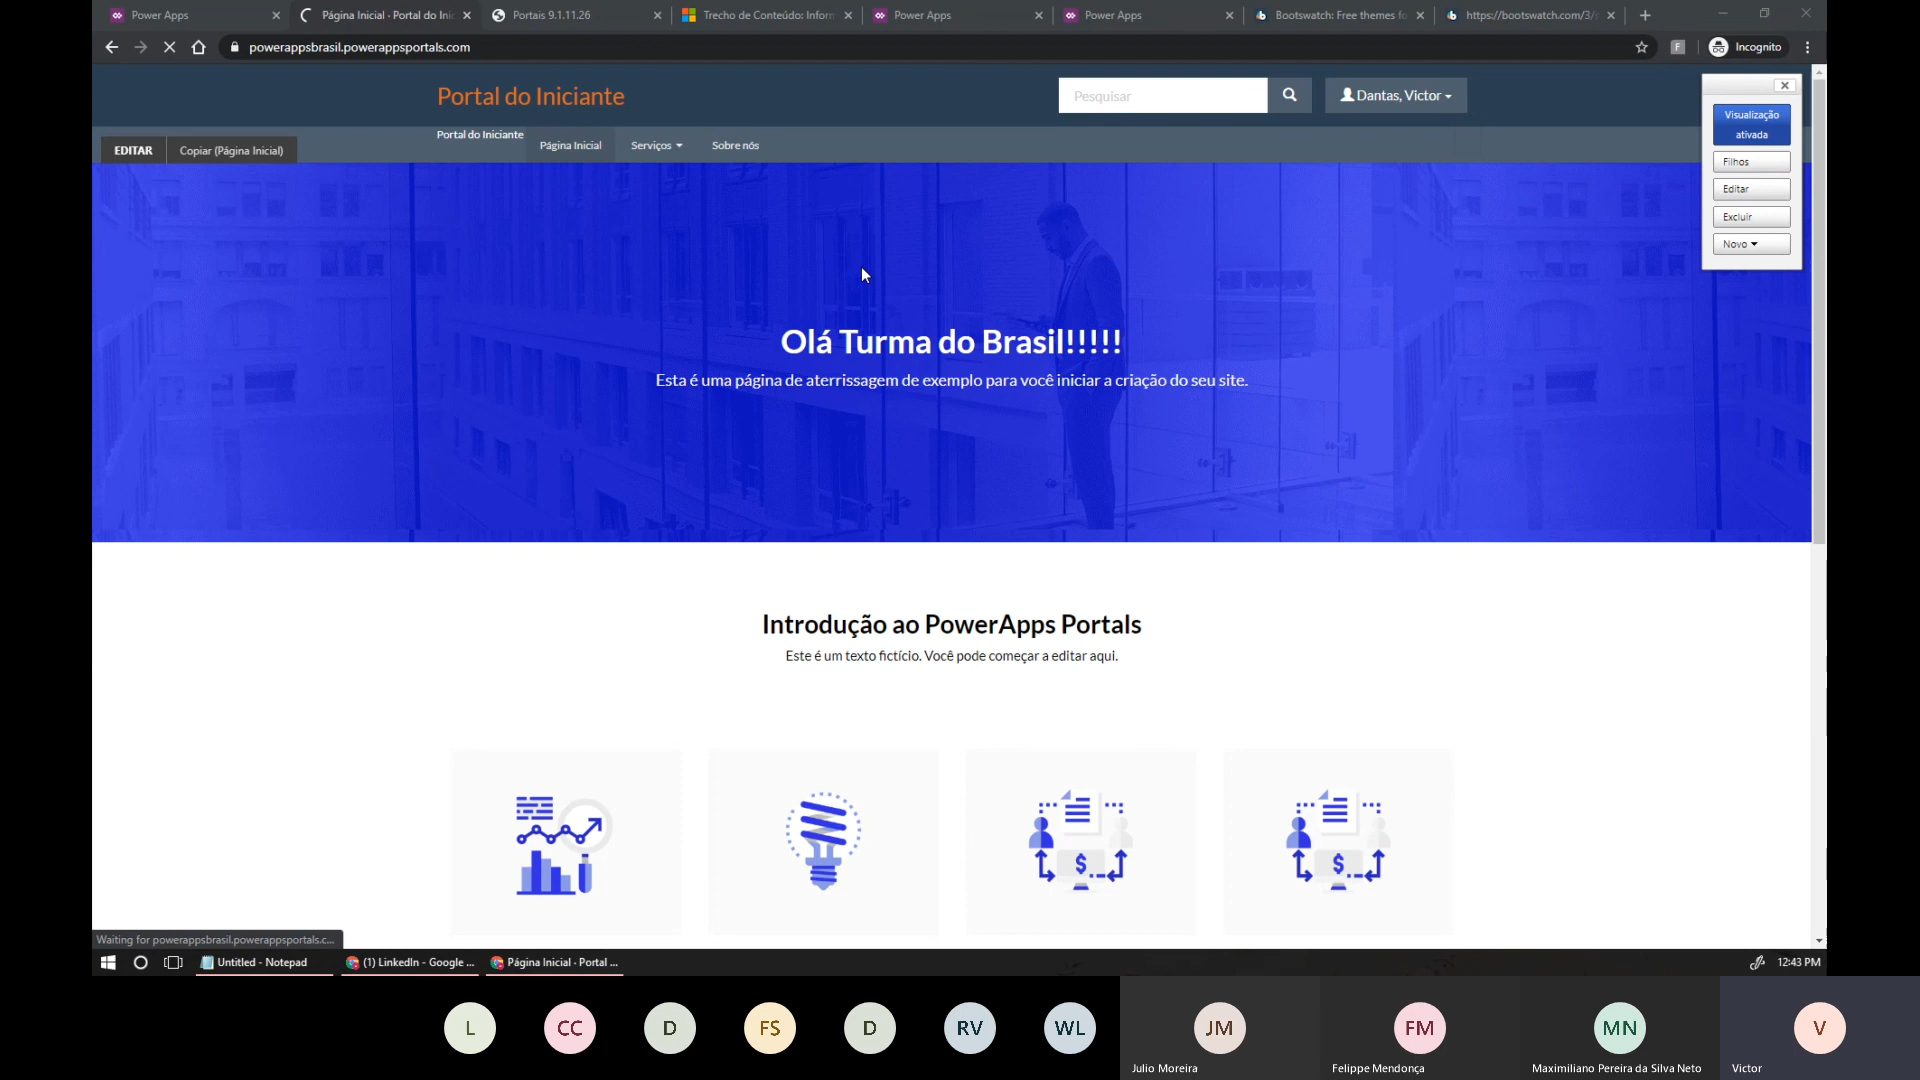 Power Apps
Página Inicial · Portal do Ini
Portais 9.1.11.26
Trecho de Conteúdo: Inform
Power Apps
Power Apps
Bootswatch: Free themes fo
https://bootswatch.com/3/
powerappsbrasil.powerappsportals.com
F
Incognito
Portal do Iniciante
Pesquisar
Dantas, Victor
Portal do Iniciante
Página Inicial
Serviços
Sobre nós
EDITAR
Copiar (Página Inicial)
Visualização
ativada
Filhos
Editar
Excluir
Novo
Olá Turma do Brasil!!!!!
Esta é uma página de aterrissagem de exemplo para você iniciar a criação do seu site.
Introdução ao PowerApps Portals
Este é um texto fictício. Você pode começar a editar aqui.
$
$
Waiting for powerappsbrasil.powerappsportals.c...
Untitled - Notepad
(1) LinkedIn - Google ...
Página Inicial · Portal ...
12:43 PM
L
CC
D
FS
D
RV
WL
JM
FM
MN
V
Julio Moreira
Felippe Mendonça
Maximiliano Pereira da Silva Neto
Victor